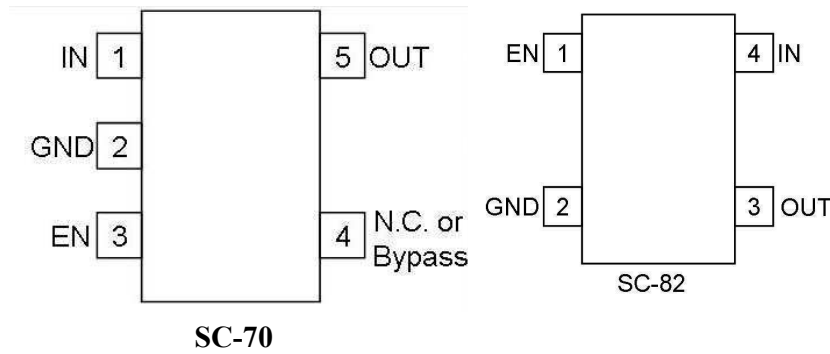 IN 1 5 OUT
GND 2
EN 3 4 N.C. or
Bypass
SC-70
EN 1 4 IN
GND 2 3 OUT
SC-82